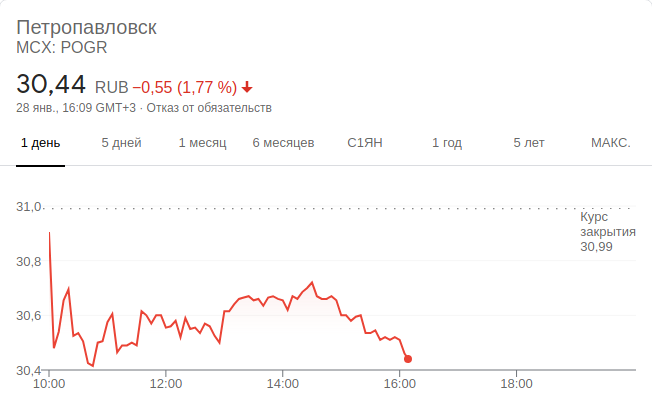 Петропавловск
MCX: POGR
30,44 RUB −0,55 (1,77 %)
28 янв., 16:09 GMT+3 · Отказ от обязательств
1 день 5 дней 1 месяц 6 месяцев С1ЯН 1 год 5 лет МАКС.
31,0
Курс
закрытия
30,99
30,8
30,6
30,4
10:00 12:00 14:00 16:00 18:00